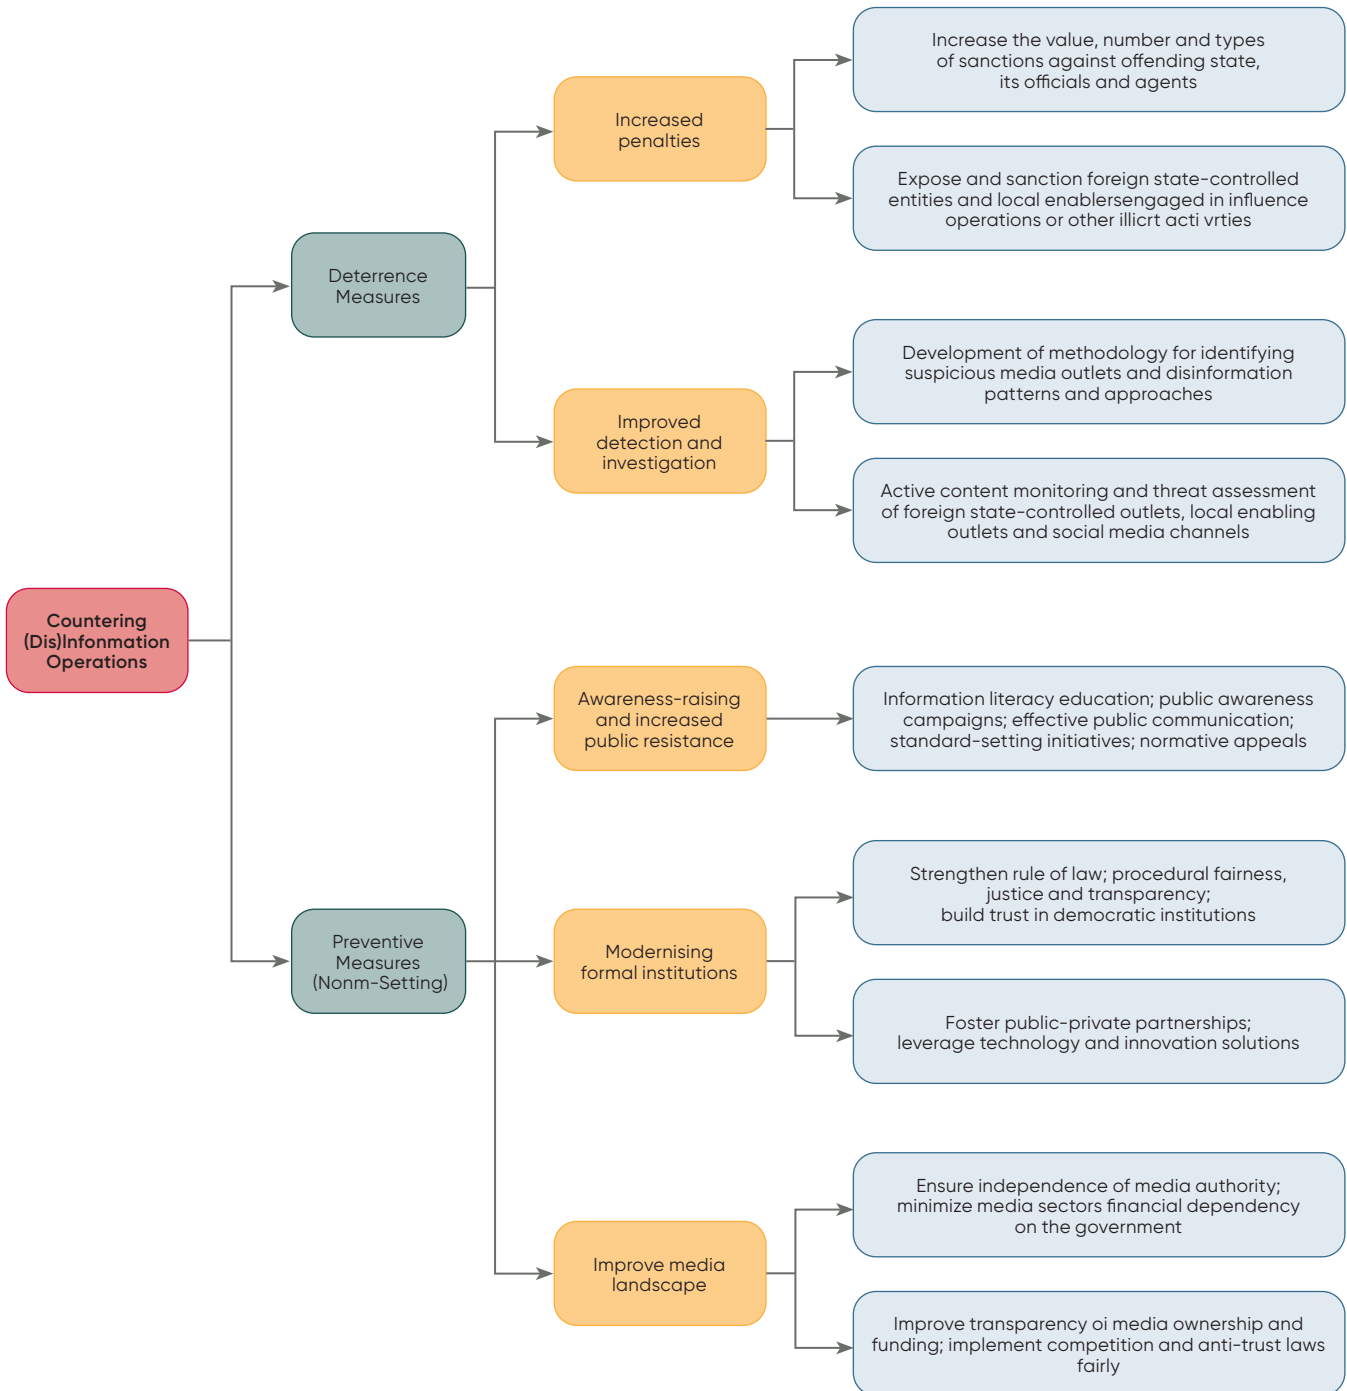 Increase the value, number and types
of sanctions against offending state,
its officials and agents
Increased
penalties
Expose and sanction foreign state-controlled
entities and local enablersengaged in influence
operations or other illicrt acti vrties
Deterrence
Measures
Development of methodology for identifying
suspicious media outlets and disinformation
patterns and approaches
Improved
detection and
investigation
Active content monitoring and threat assessment
of foreign state-controlled outlets, local enabling
outlets and social media channels
Countering
(Dis)Infonmation
Operations
Awareness-raising
and increased
public resistance
Information literacy education; public awareness
campaigns; effective public communication;
standard-setting initiatives; normative appeals
Strengthen rule of law; procedural fairness,
justice and transparency;
build trust in democratic institutions
Preventive
Measures
(Nonm-Setting)
Modernising
formal institutions
Foster public-private partnerships;
leverage technology and innovation solutions
Ensure independence of media authority;
minimize media sectors financial dependency
on the government
Improve media
landscape
Improve transparency oi media ownership and
funding; implement competition and anti-trust laws
fairly